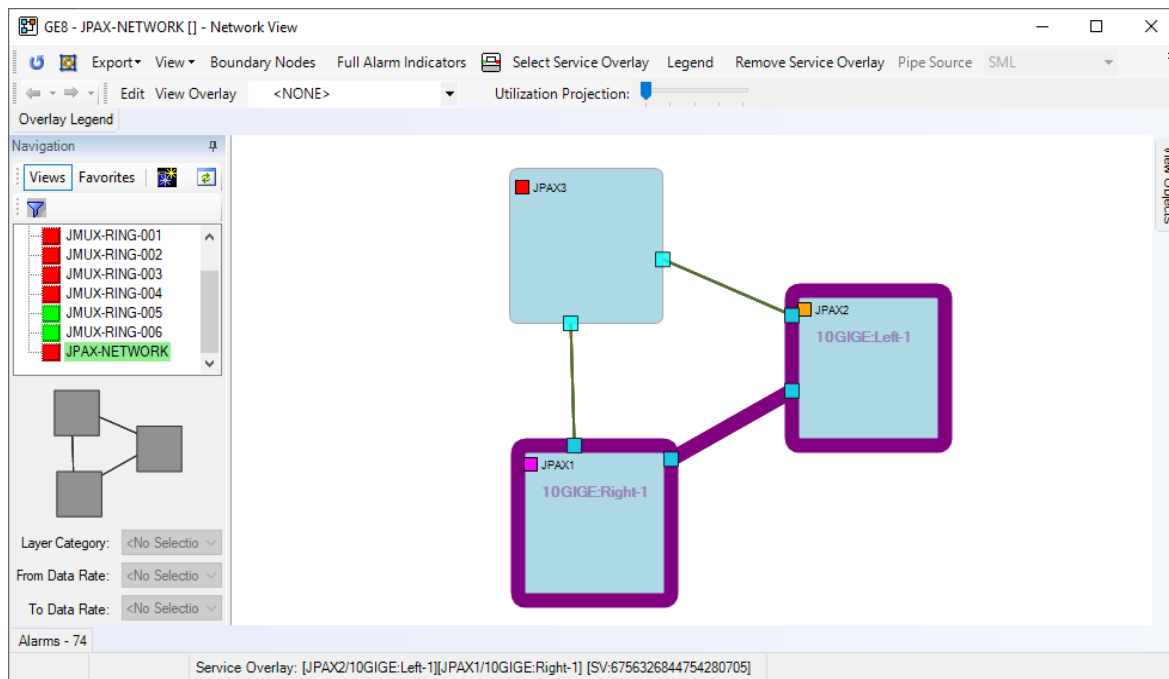 GE8 - JPAX-NETWORK [] - Network View
Export View Boundary Nodes Full Alarm Indicators Select Service Overlay Legend Remove Service Overlay Pipe Source SML
Edit View Overlay <NONE> Utilization Projection:
Overlay Legend
Navigation
Views Favorites
JMUX-RING-001
JMUX-RING-002
JMUX-RING-003
JMUX-RING-004
JMUX-RING-005
JMUX-RING-006
JPAX-NETWORK
Layer Category: <No Selectio
From Data Rate: <No Selectio
To Data Rate: <No Selectio
JPAX3
JPAX2
10GIGE:Left-1
JPAX1
10GIGE:Right-1
View Objects
Alarms - 74
Service Overlay: [JPAX2/10GIGE:Left-1][JPAX1/10GIGE:Right-1] [SV:6756326844754280705]